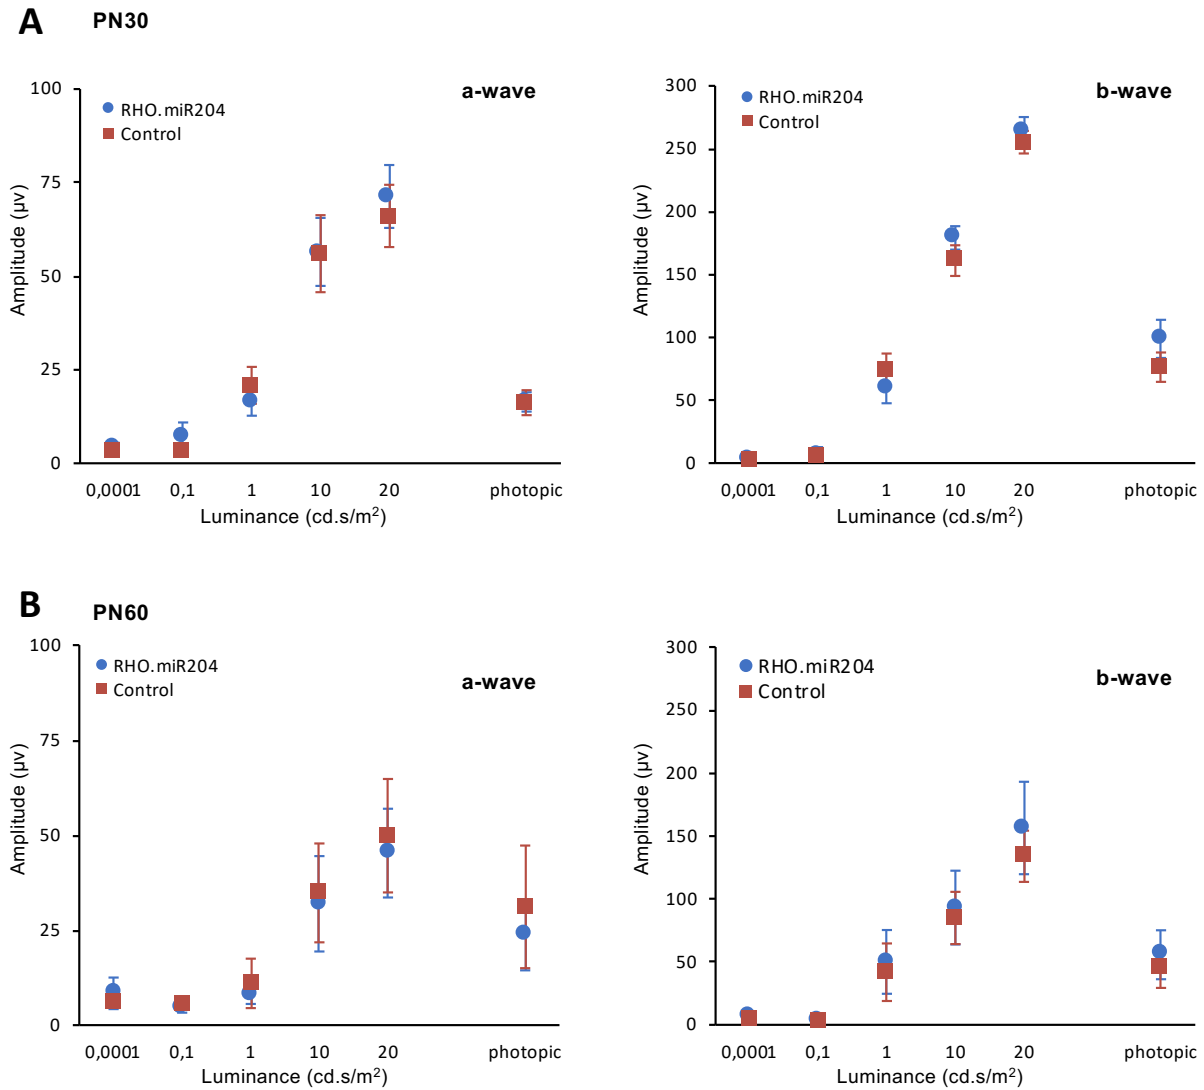 A
PN30
a-wave
RHO.miR204
Control
100
75
50
25
0
Amplitude (µv)
0,0001 0,1 1 10 20 photopic
Luminance (cd.s/m²)
b-wave
RHO.miR204
Control
300
250
200
150
100
50
0
Amplitude (µv)
0,0001 0,1 1 10 20 photopic
Luminance (cd.s/m²)
B
PN60
a-wave
RHO.miR204
Control
100
75
50
25
0
Amplitude (µv)
0,0001 0,1 1 10 20 photopic
Luminance (cd.s/m²)
b-wave
RHO.miR204
Control
300
250
200
150
100
50
0
Amplitude (µv)
0,0001 0,1 1 10 20 photopic
Luminance (cd.s/m²)